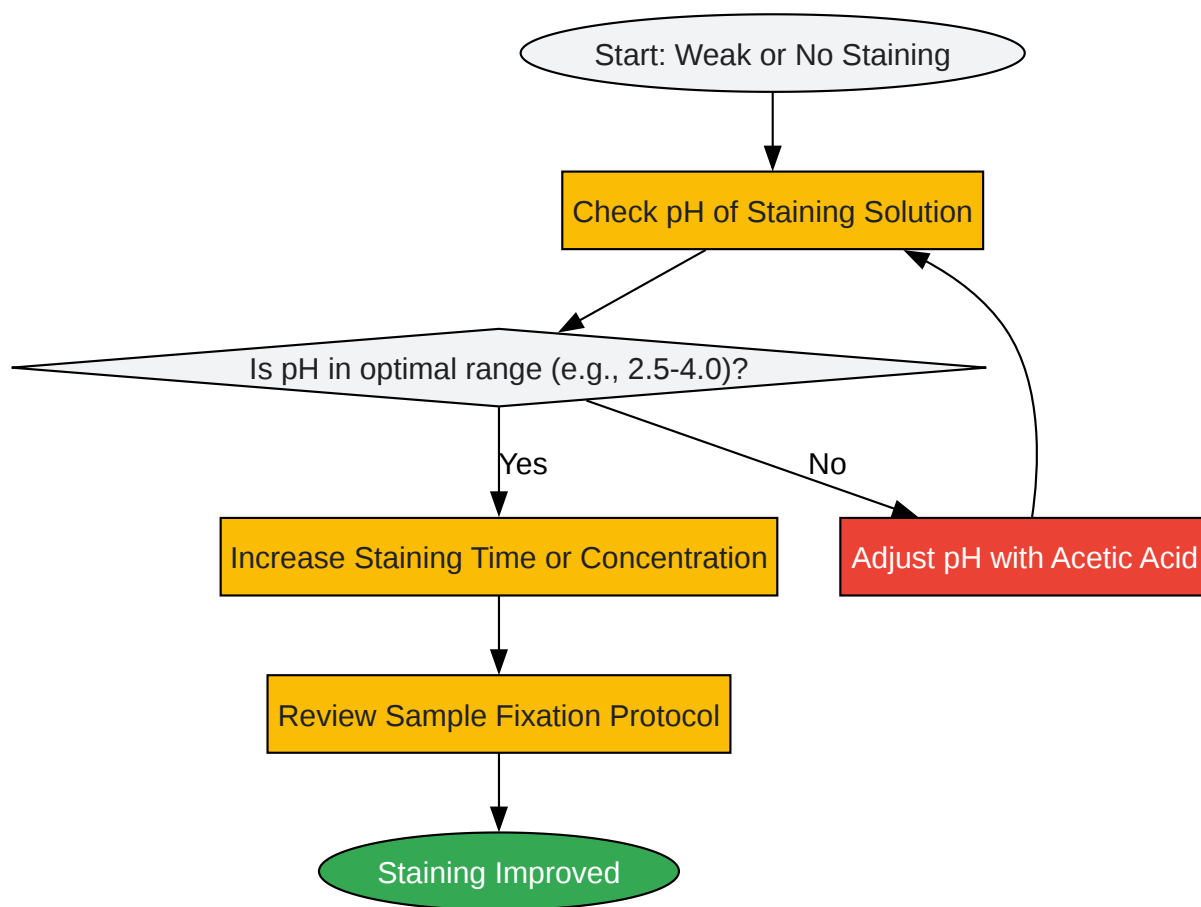 Start: Weak or No Staining
Check pH of Staining Solution
Is pH in optimal range (e.g., 2.5-4.0)?
Yes
No
Increase Staining Time or Concentration
Adjust pH with Acetic Acid
Review Sample Fixation Protocol
Staining Improved